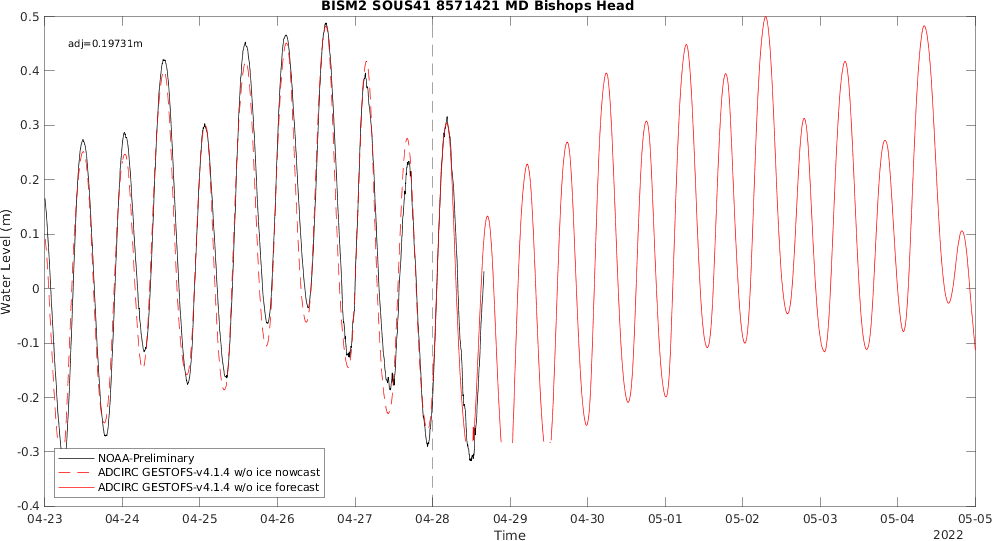 BISM2 SOUS41 8571421 MD Bishops Head
adj=0.19731m
Water Level (m)
0.5
0.4
0.3
0.2
0.1
0
-0.1
-0.2
-0.3
-0.4
NOAA-Preliminary
ADCIRC GESTOFS-v4.1.4 w/o ice nowcast
ADCIRC GESTOFS-v4.1.4 w/o ice forecast
04-23 04-24 04-25 04-26 04-27 04-28 04-29 04-30 05-01 05-02 05-03 05-04 05-05
Time
2022